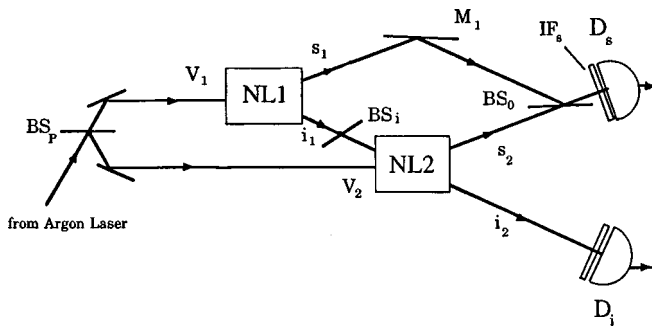 M₁
IFₛ
Dₛ
s₁
V₁
NL1
BSₚ
i₁
BSᵢ
BS₀
s₂
NL2
V₂
i₂
from Argon Laser
Dᵢ